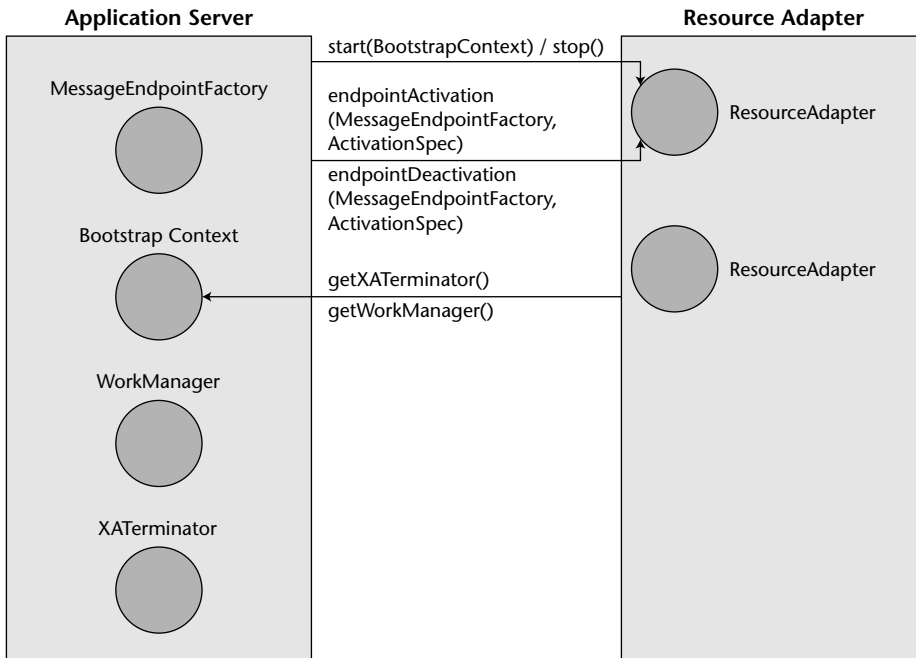 Application Server
Resource Adapter
start(BootstrapContext) / stop()
MessageEndpointFactory
endpointActivation
(MessageEndpointFactory,
ActivationSpec)
ResourceAdapter
endpointDeactivation
(MessageEndpointFactory,
ActivationSpec)
Bootstrap Context
ResourceAdapter
getXATerminator()
getWorkManager()
WorkManager
XATerminator